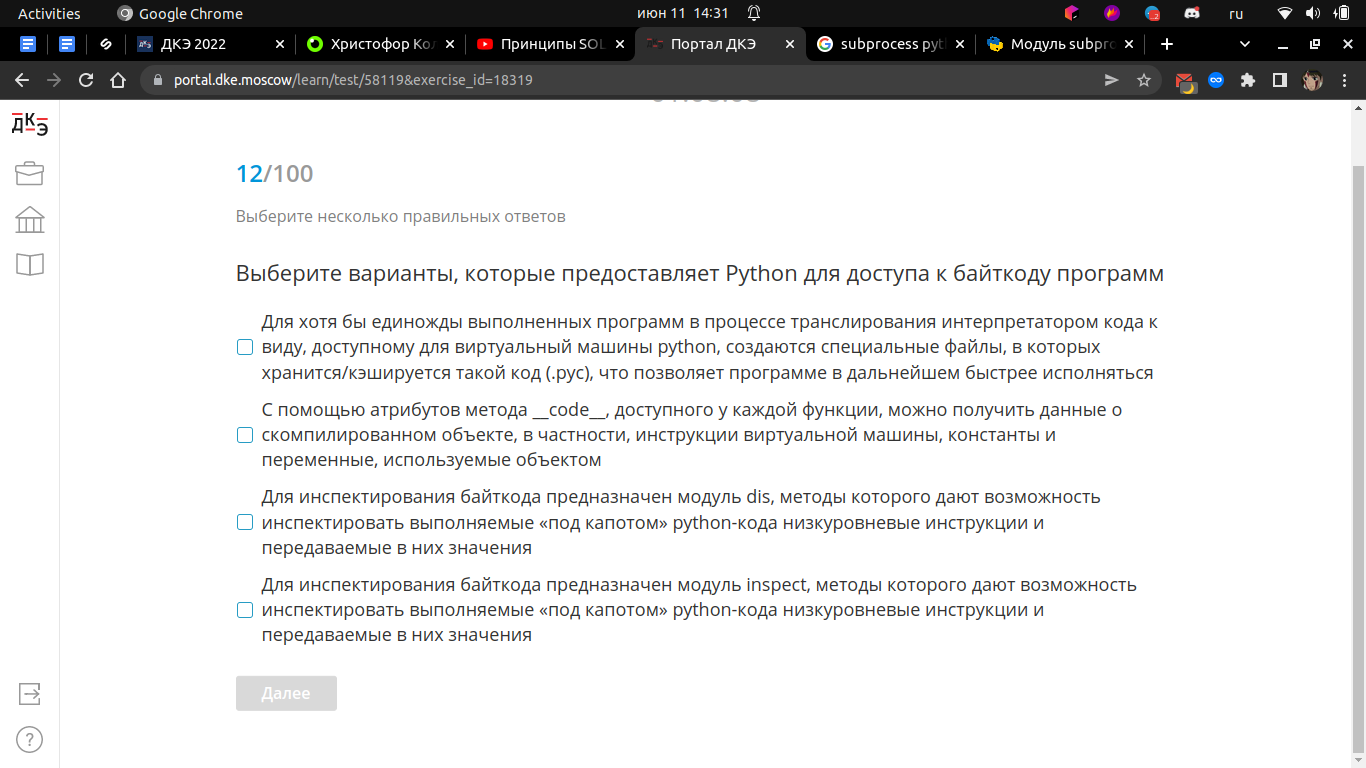 Activities
Google Chrome
июн 11 14:31
ru
ДКЭ 2022
Христофор Кол
Принципы SOL
Портал ДКЭ
subprocess pyt
Модуль subpro
portal.dke.moscow/learn/test/58119&exercise_id=18319
ДКЭ
12/100
Выберите несколько правильных ответов
Выберите варианты, которые предоставляет Python для доступа к байткоду программ
Для хотя бы единожды выполненных программ в процессе транслирования интерпретатором кода к
виду, доступному для виртуальный машины python, создаются специальные файлы, в которых
хранится/кэшируется такой код (.pyc), что позволяет программе в дальнейшем быстрее исполняться
С помощью атрибутов метода __code__, доступного у каждой функции, можно получить данные о
скомпилированном объекте, в частности, инструкции виртуальной машины, константы и
переменные, используемые объектом
Для инспектирования байткода предназначен модуль dis, методы которого дают возможность
инспектировать выполняемые «под капотом» python-кода низкуровневые инструкции и
передаваемые в них значения
Для инспектирования байткода предназначен модуль inspect, методы которого дают возможность
инспектировать выполняемые «под капотом» python-кода низкуровневые инструкции и
передаваемые в них значения
Далее